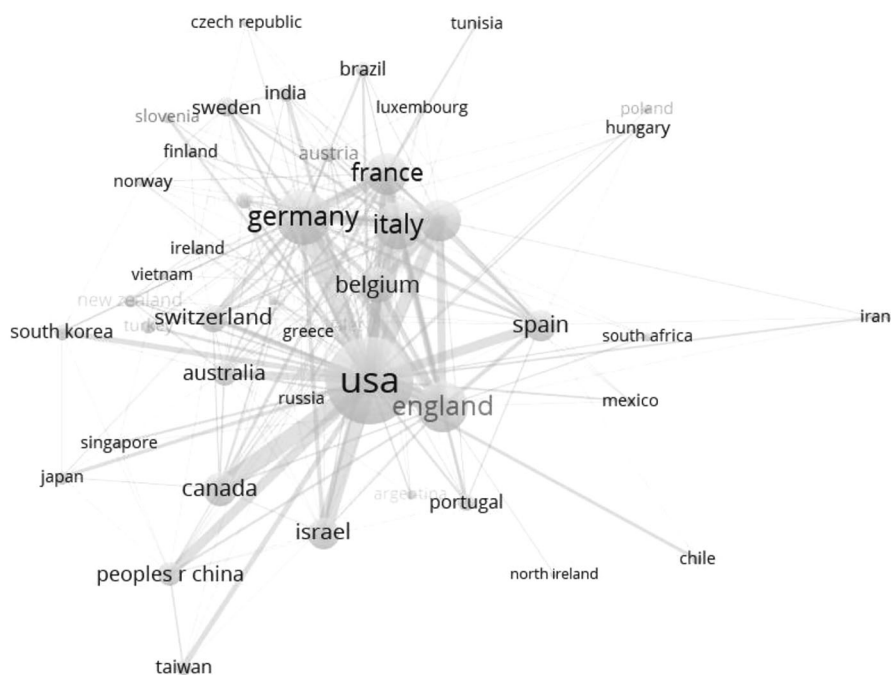 czech republic
tunisia
brazil
india
sweden
luxembourg
slovenia
poland
hungary
finland
austria
france
norway
germany
italy
ireland
vietnam
belgium
new zealand
switzerland
turkey
south korea
greece
spain
south africa
iran
australia
usa
russia
england
mexico
singapore
japan
canada
argentina
portugal
israel
chile
peoples r china
north ireland
taiwan